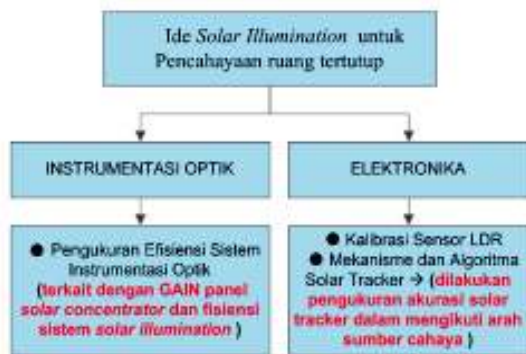 Ide Solar Illumination untuk
Pencahayaan ruang tertutup
INSTRUMENTASI OPTIK
ELEKTRONIKA
● Pengukuran Efisiensi Sistem
Instrumentasi Optik
(terkait dengan GAIN panel
solar concentrator dan fisiensi
sistem solar illumination )
● Kalibrasi Sensor LDR
● Mekanisme dan Algoritma
Solar Tracker → (dilakukan
pengukuran akurasi solar
tracker dalam mengikuti arah
sumber cahaya )